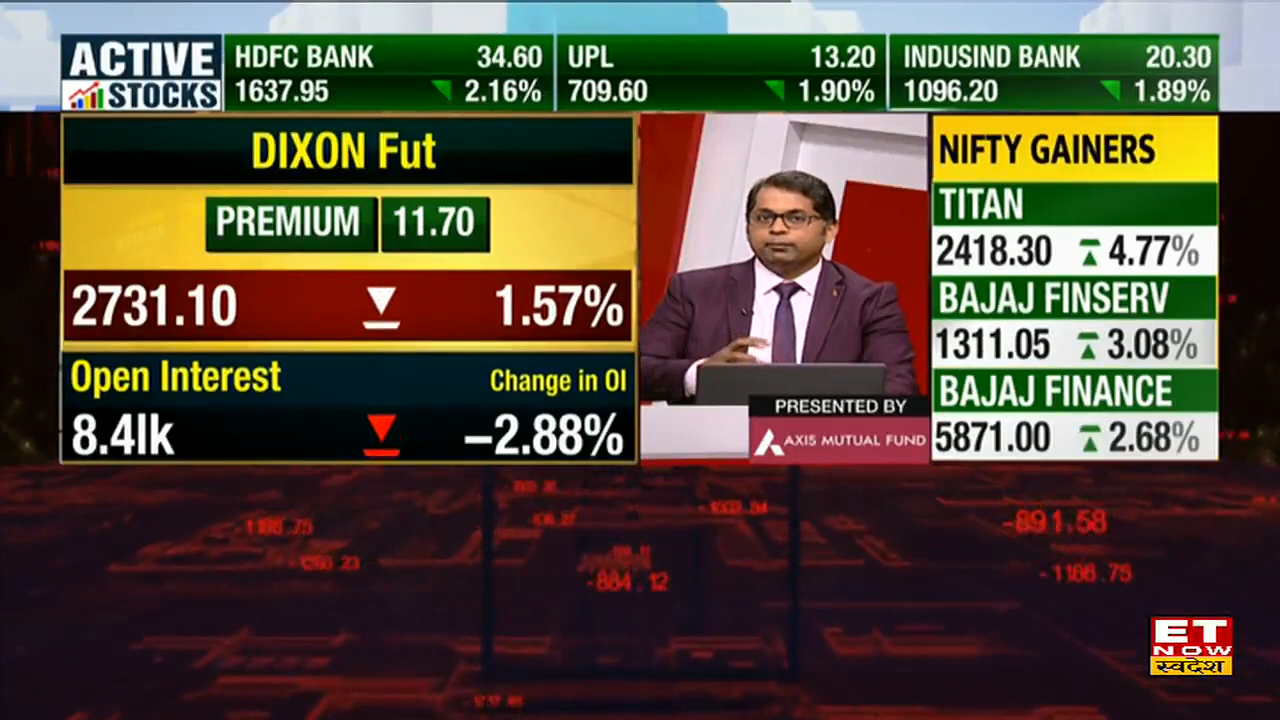 ACTIVE
STOCKS
HDFC BANK 34.60
1637.95 2.16%
UPL 13.20
709.60 1.90%
INDUSIND BANK 20.30
1096.20 1.89%
DIXON Fut
PREMIUM 11.70
2731.10 1.57%
Open Interest Change in OI
8.4lk –2.88%
PRESENTED BY
AXIS MUTUAL FUND
NIFTY GAINERS
TITAN
2418.30 4.77%
BAJAJ FINSERV
1311.05 3.08%
BAJAJ FINANCE
5871.00 2.68%
-891.58
-884.12
-1186.75
ET
NOW
स्वदेश